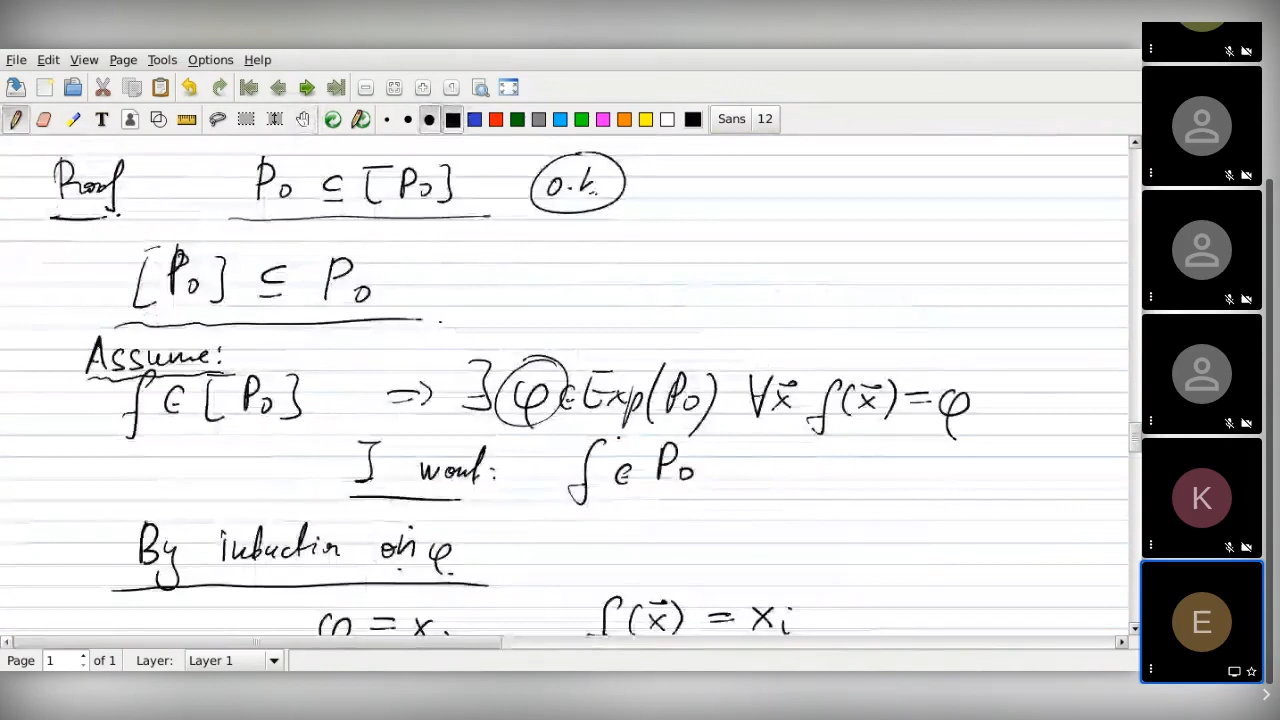 File Edit View Page Tools Options Help
Sans 12
Proof P₀ ⊆ [P₀] o.k.
[P₀] ⊆ P₀
Assume:
f ∈ [P₀] ⇒ ∃ φ ∈ Exp(P₀) ∀x⃗ f(x⃗) = φ
I want: f ∈ P₀
By induction on φ
φ = xᵢ f(x⃗) = xᵢ
Page 1 of 1 Layer: Layer 1
K
E